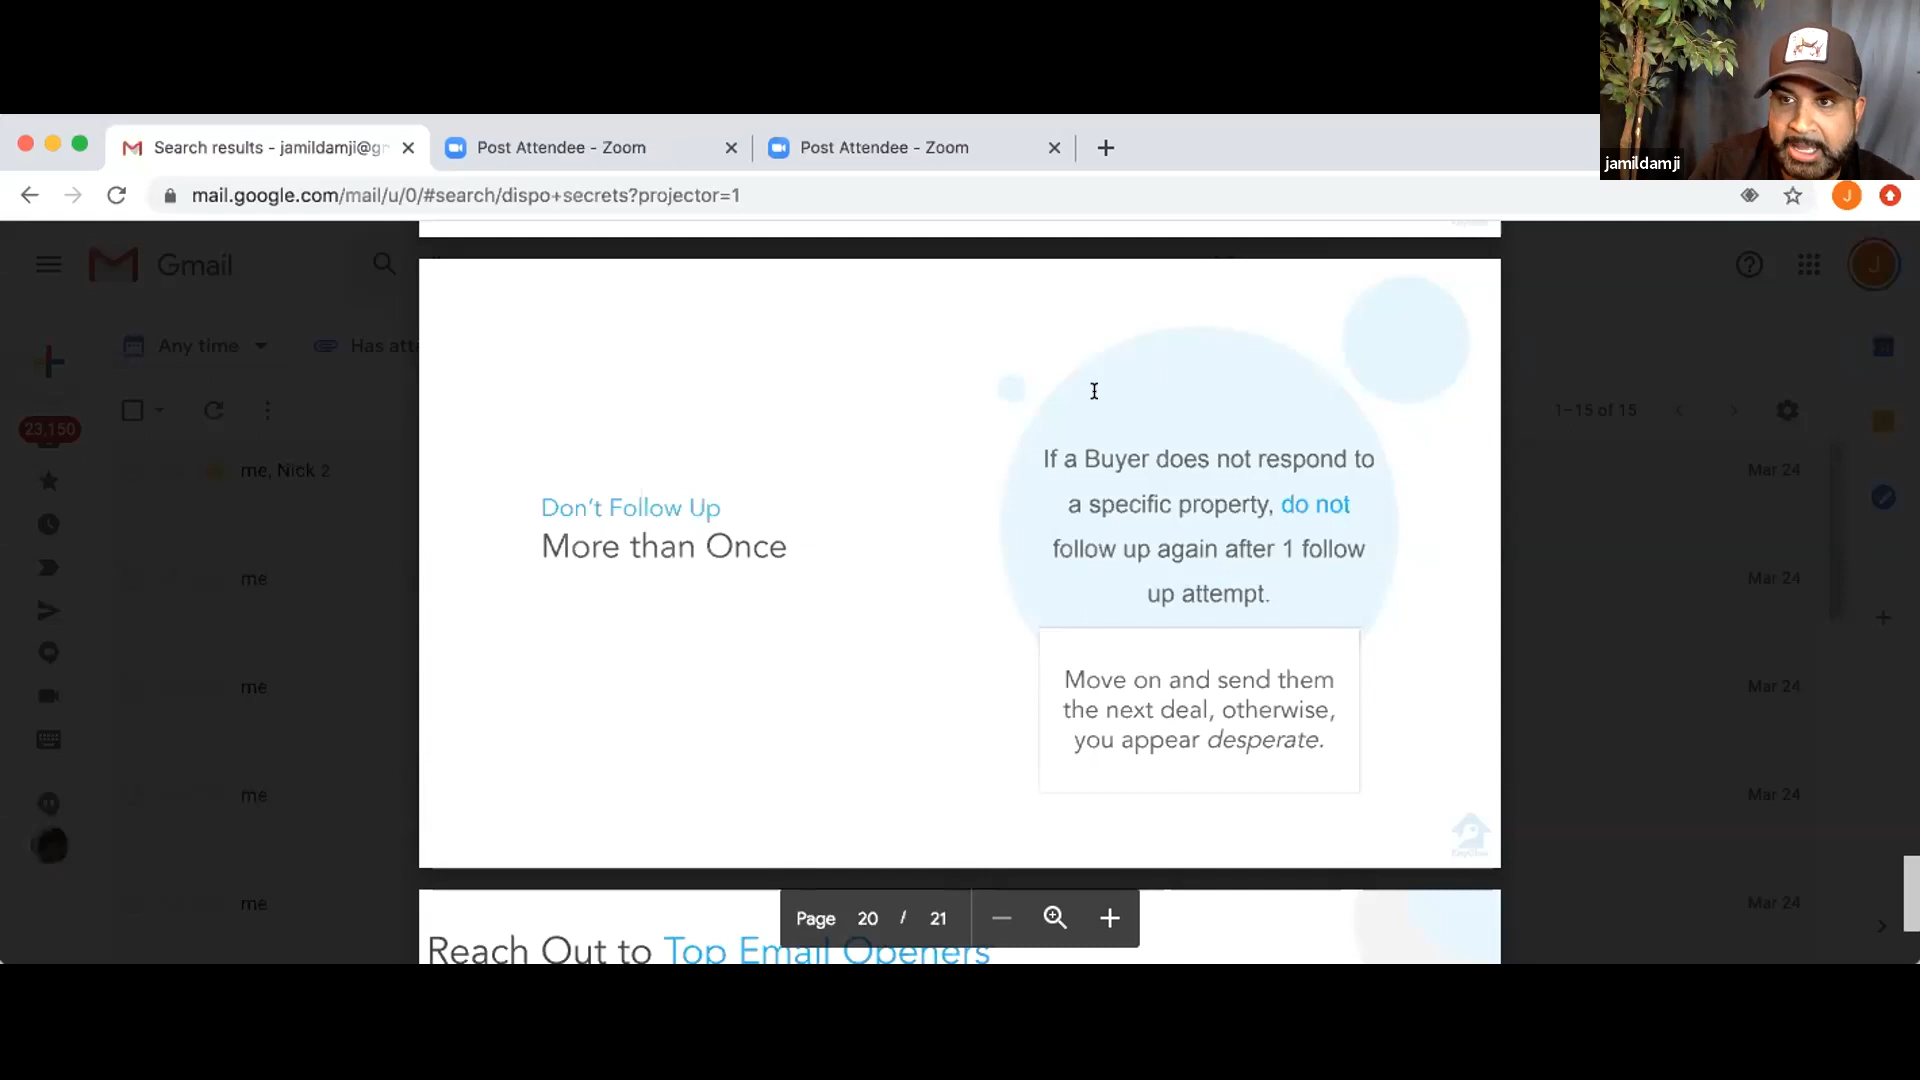 jamildamji
Search results - jamildamji@gm
Post Attendee - Zoom
Post Attendee - Zoom
mail.google.com/mail/u/0/#search/dispo+secrets?projector=1
J
Gmail
J
Any time
Has atta
1–15 of 15
23,150
me, Nick 2
Mar 24
me
Mar 24
me
Mar 24
me
Mar 24
me
Mar 24
Don't Follow Up
More than Once
If a Buyer does not respond to
a specific property, do not
follow up again after 1 follow
up attempt.
Move on and send them
the next deal, otherwise,
you appear desperate.
Page 20 / 21
Reach Out to Top Email Openers